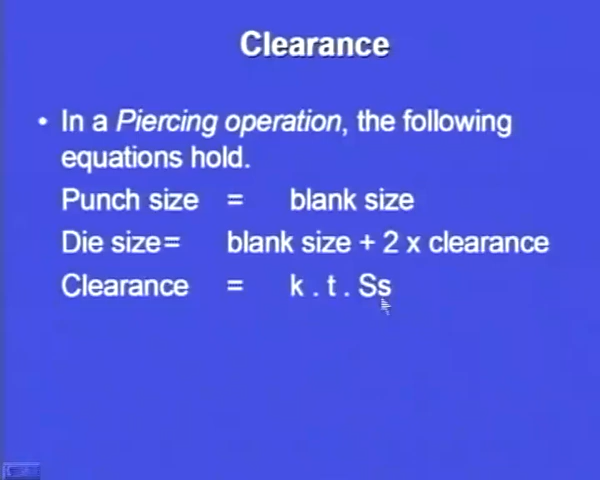 Clearance
• In a Piercing operation, the following
equations hold.
Punch size = blank size
Die size= blank size + 2 x clearance
Clearance = k . t . Ss